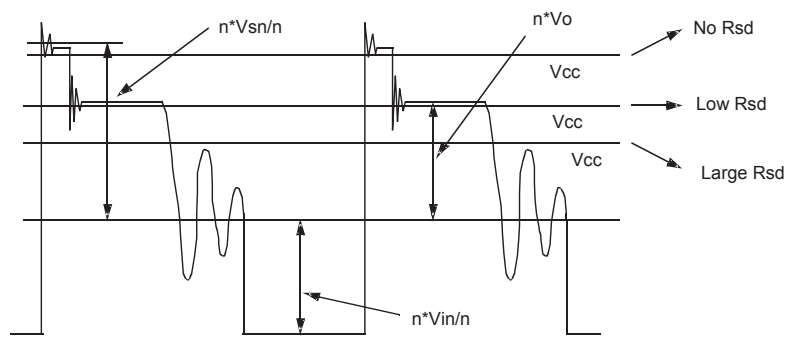 n*Vsn/n
n*Vo
No Rsd
Vcc
Low Rsd
Vcc
Vcc
Large Rsd
n*Vin/n